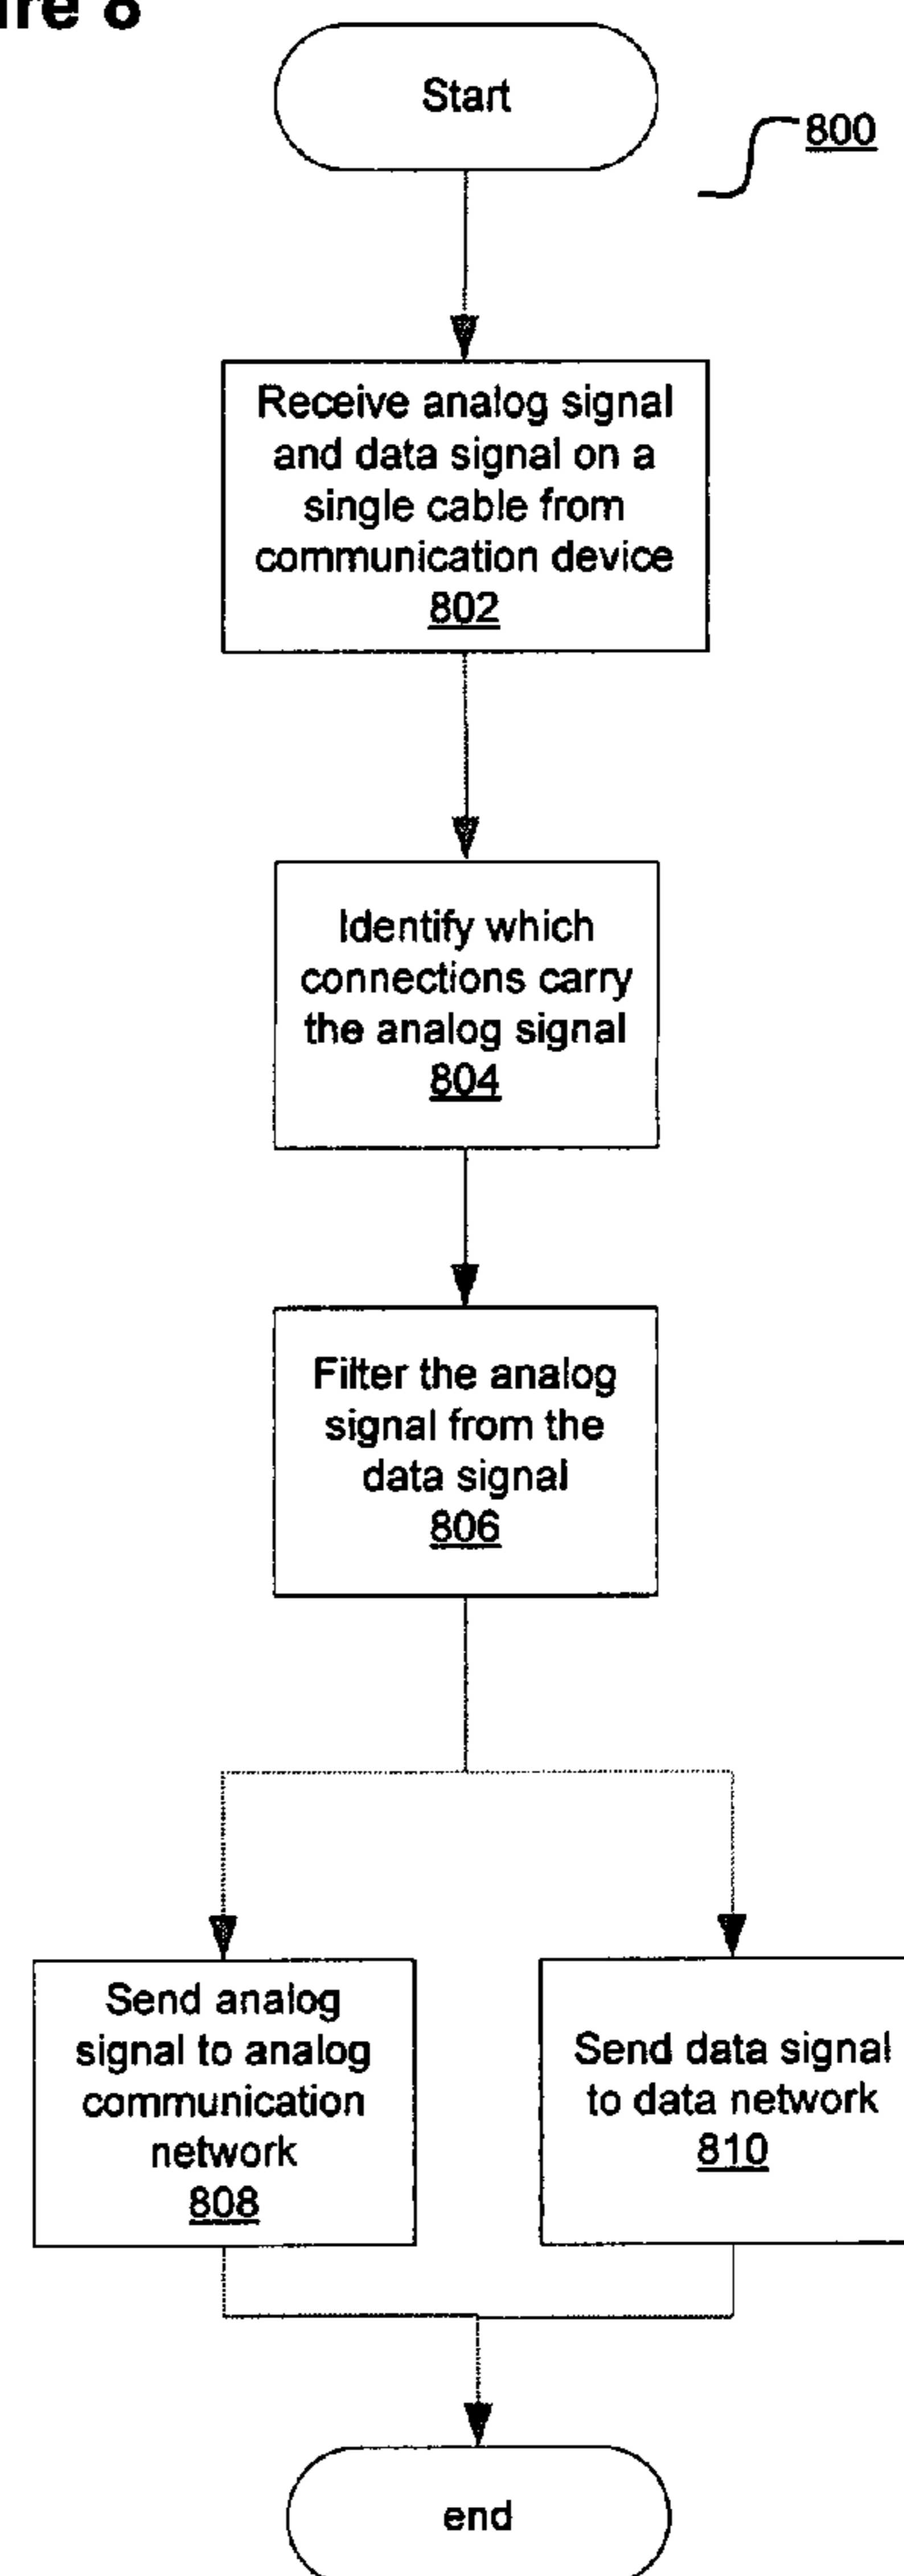 ire 8
Start
800
Receive analog signal
and data signal on a
single cable from
communication device
802
Identify which
connections carry
the analog signal
804
Filter the analog
signal from the
data signal
806
Send analog
signal to analog
communication
network
808
Send data signal
to data network
810
end